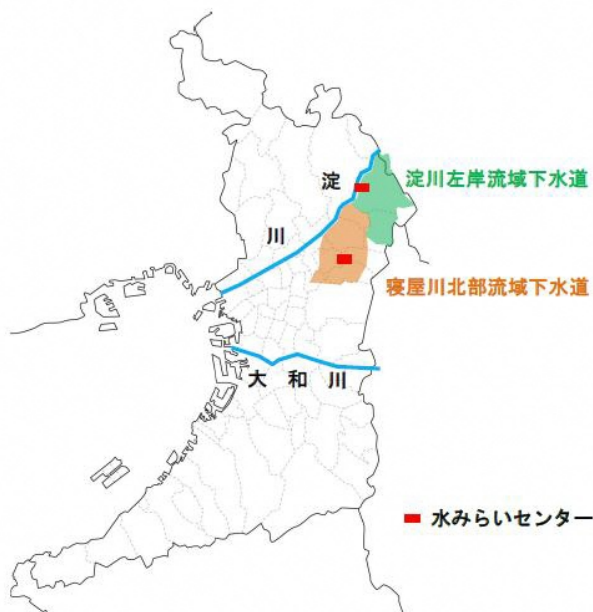 淀川左岸流域下水道
淀
川
寝屋川北部流域下水道
大和川
水みらいセンター